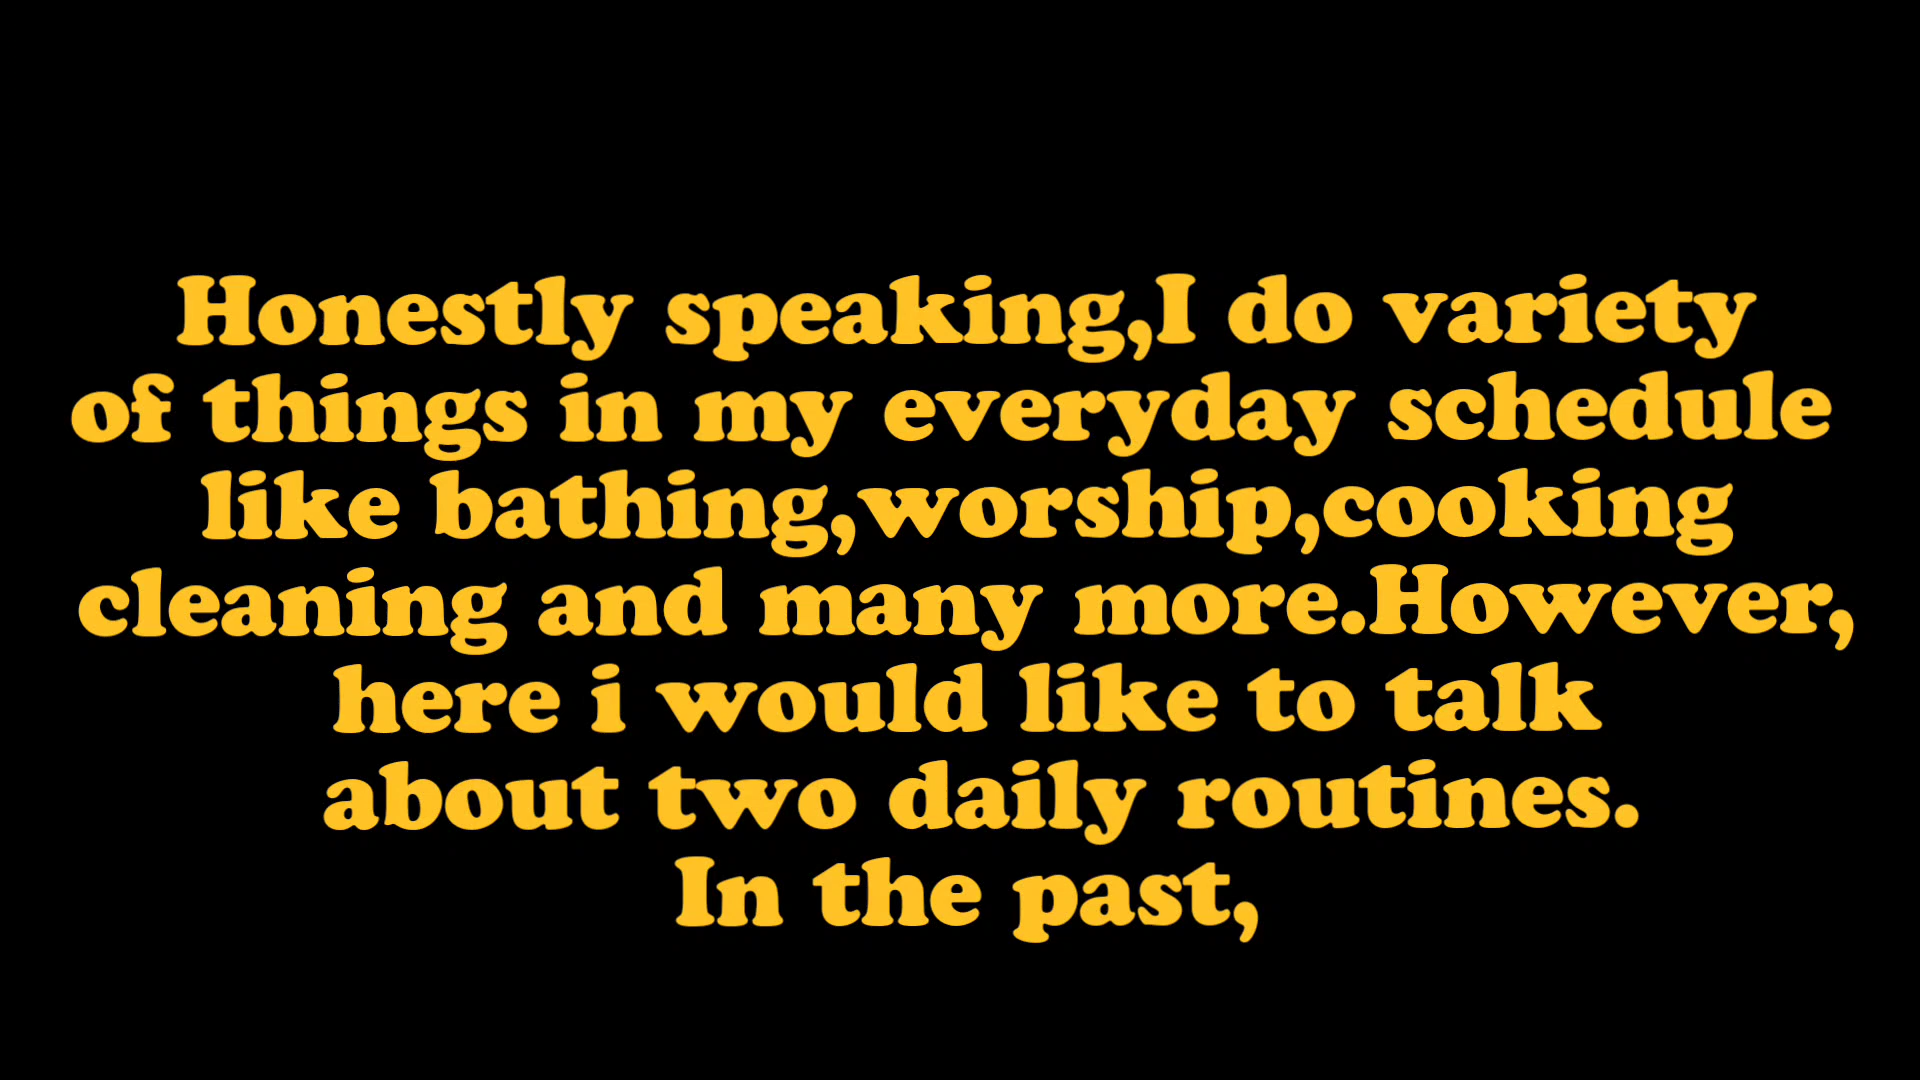 Honestly speaking,I do variety
of things in my everyday schedule
like bathing,worship,cooking
cleaning and many more.However,
here i would like to talk
about two daily routines.
In the past,